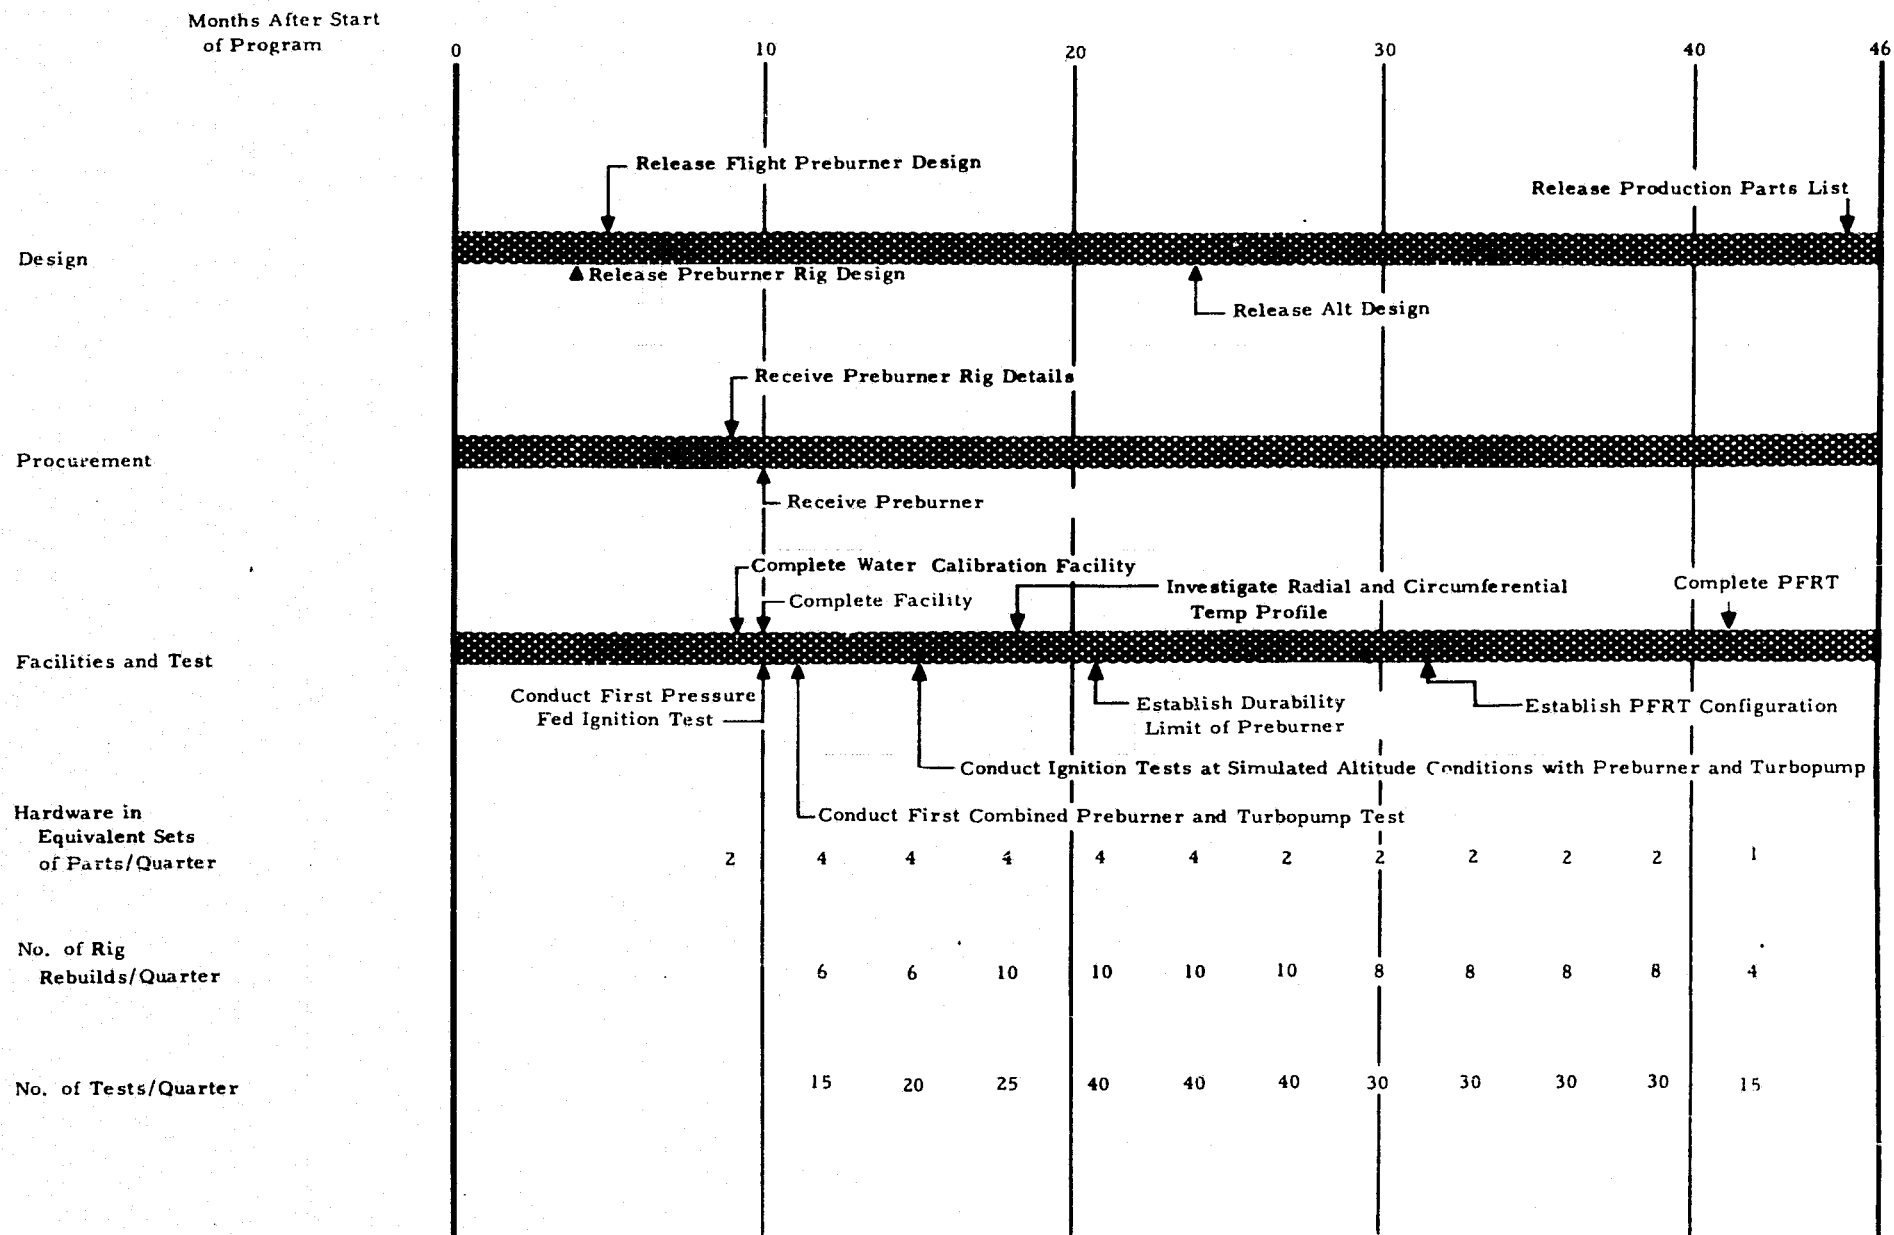 Months After Start
of Program
0 10 20 30 40 46
Release Flight Preburner Design
Release Production Parts List
Design
Release Preburner Rig Design
Release Alt Design
Receive Preburner Rig Details
Procurement
Receive Preburner
Complete Water Calibration Facility
Complete Facility
Investigate Radial and Circumferential
Temp Profile
Complete PFRT
Facilities and Test
Conduct First Pressure
Fed Ignition Test
Establish Durability
Limit of Preburner
Establish PFRT Configuration
Conduct Ignition Tests at Simulated Altitude Conditions with Preburner and Turbopump
Conduct First Combined Preburner and Turbopump Test
Hardware in
Equivalent Sets
of Parts/Quarter
2 4 4 4 4 4 2 2 2 2 2 1
No. of Rig
Rebuilds/Quarter
6 6 10 10 10 10 8 8 8 8 4
No. of Tests/Quarter
15 20 25 40 40 40 30 30 30 30 15